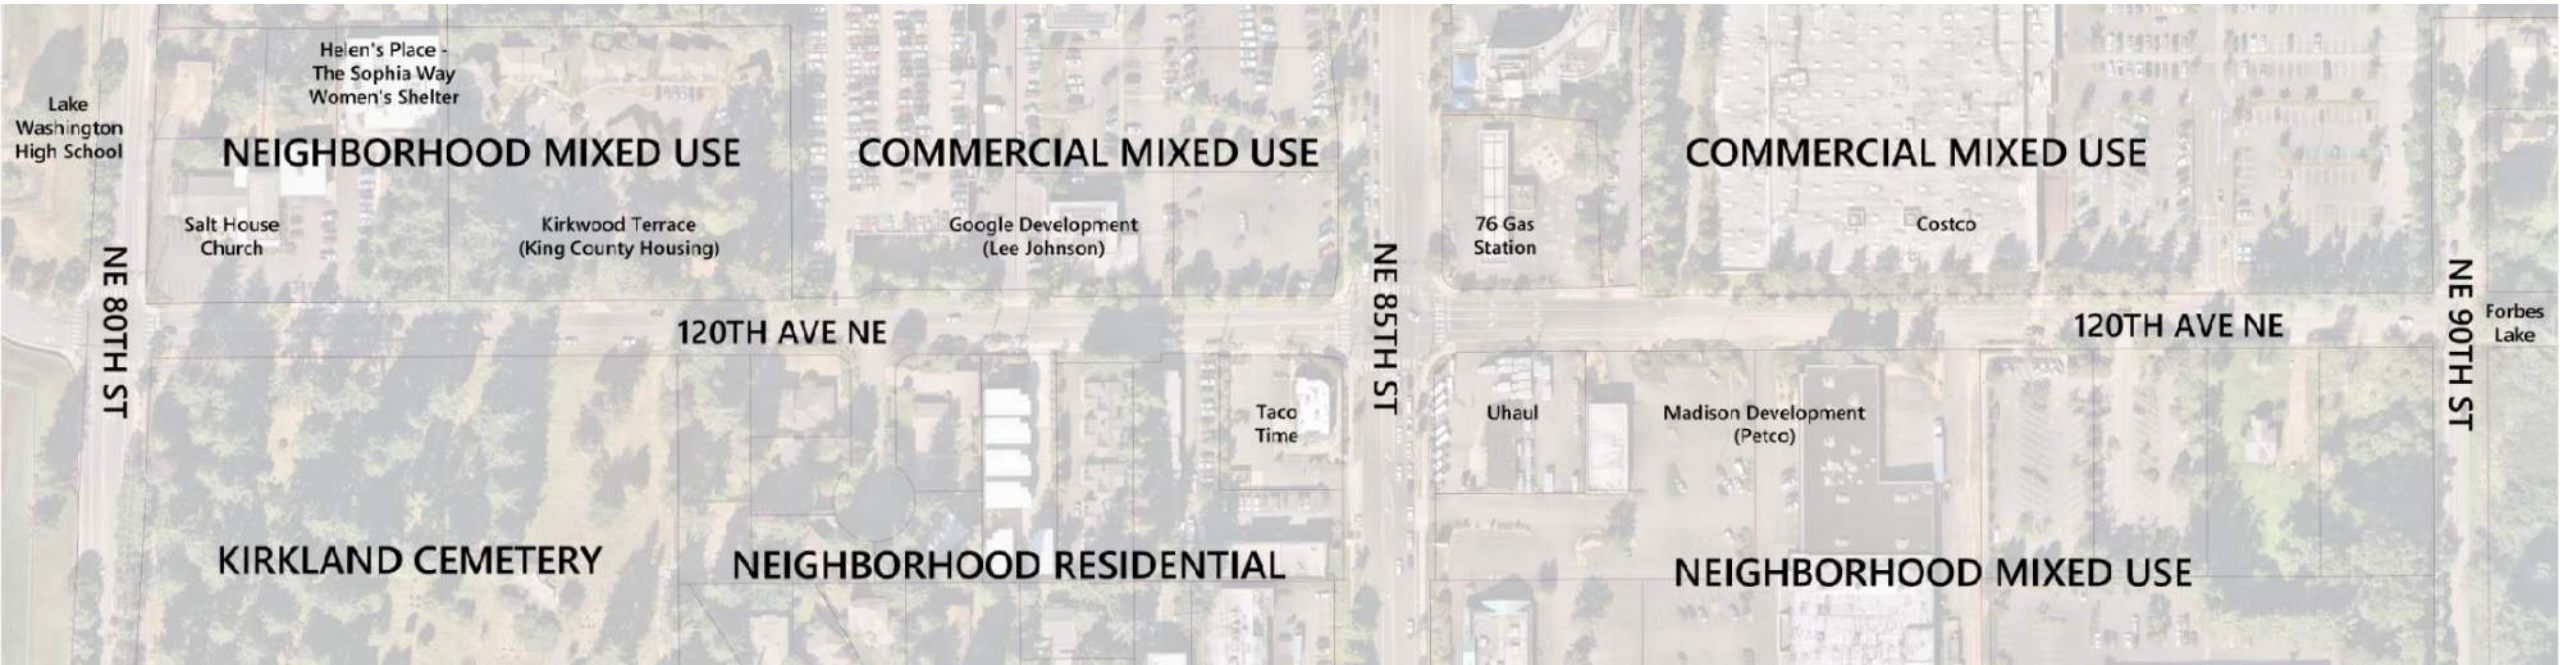 Helen's Place -
The Sophia Way
Women's Shelter
Lake
Washington
High School
NEIGHBORHOOD MIXED USE
COMMERCIAL MIXED USE
COMMERCIAL MIXED USE
Salt House
Church
Kirkwood Terrace
(King County Housing)
Google Development
(Lee Johnson)
76 Gas
Station
Costco
NE 80TH ST
120TH AVE NE
NE 85TH ST
120TH AVE NE
NE 90TH ST
Forbes
Lake
Taco
Time
Uhaul
Madison Development
(Petco)
KIRKLAND CEMETERY
NEIGHBORHOOD RESIDENTIAL
NEIGHBORHOOD MIXED USE